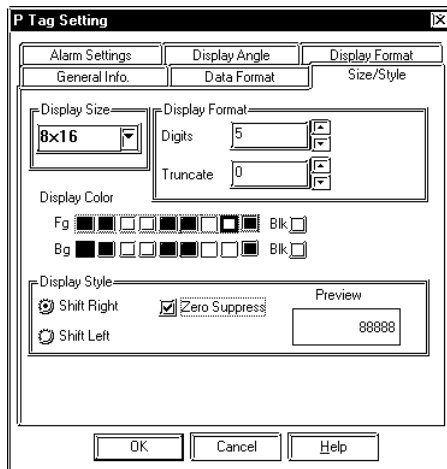 P Tag Setting
Alarm Settings Display Angle Display Format
General Info. Data Format Size/Style
Display Size
8×16
Display Format
Digits 5
Truncate 0
Display Color
Fg Blk
Bg Blk
Display Style
Shift Right Zero Suppress Preview
88888
Shift Left
OK Cancel Help